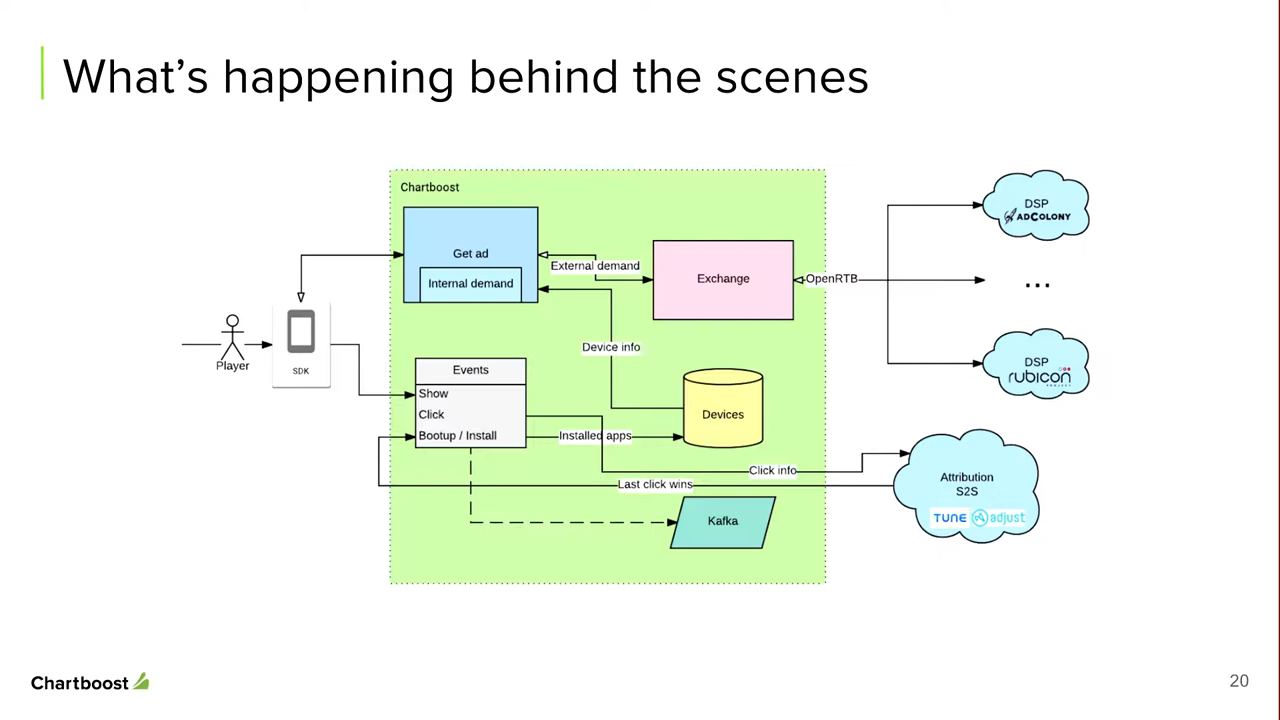 What's happening behind the scenes
Chartboost
Get ad
Internal demand
External demand
Exchange
OpenRTB
DSP
ADCOLONY
...
DSP
rubicon
PROJECT
Player
SDK
Device info
Events
Show
Click
Bootup / Install
Installed apps
Devices
Click info
Last click wins
Attribution
S2S
TUNE
adjust
Kafka
Chartboost
20